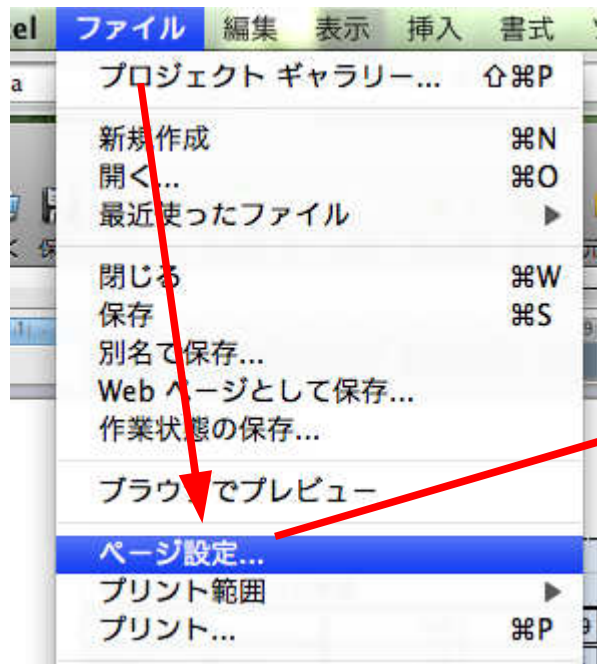 el ファイル 編集 表示 挿入 書式
a
プロジェクト ギャラリー... ⇧⌘P
新規作成 ⌘N
開く... ⌘O
最近使ったファイル ▶
閉じる ⌘W
保存 ⌘S
別名で保存...
Web ページとして保存...
作業状態の保存...
ブラウザでプレビュー
ページ設定...
プリント範囲 ▶
プリント... ⌘P